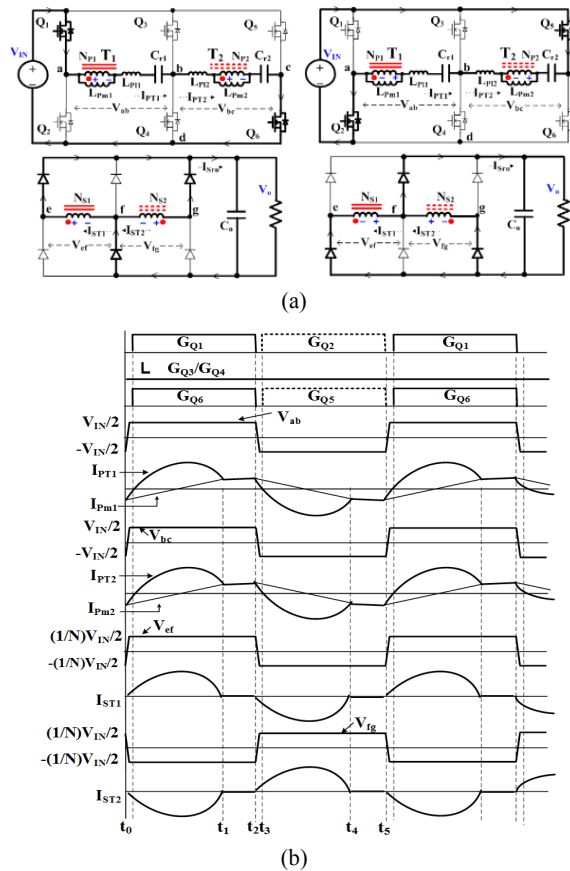 Q1 Q3 Q5
VIN
a NP1 T1 Cr1 b T2 NP2 Cr2 c
LPm1 LPl1 IPT1 LPl2 IPT2 LPm2
Vab Vbc
Q2 Q4 d Q6
ISro
e NS1 f NS2 g Co Vo
IST1 IST2
Vef Vfg
Q1 Q3 Q5
VIN
a NP1 T1 Cr1 b T2 NP2 Cr2
LPm1 LPl1 IPT1 LPl2 IPT2 LPm2
Vab Vbc
Q2 Q4 d Q6
ISro
e NS1 f NS2 g Co Vo
IST1 IST2
Vef Vfg
(a)
GQ1 GQ2 GQ1
L GQ3/GQ4
GQ6 GQ5 GQ6
VIN/2 Vab
-VIN/2
IPT1
IPm1
VIN/2 Vbc
-VIN/2
IPT2
IPm2
(1/N)VIN/2 Vef
-(1/N)VIN/2
IST1
(1/N)VIN/2 Vfg
-(1/N)VIN/2
IST2
t0 t1 t2 t3 t4 t5
(b)